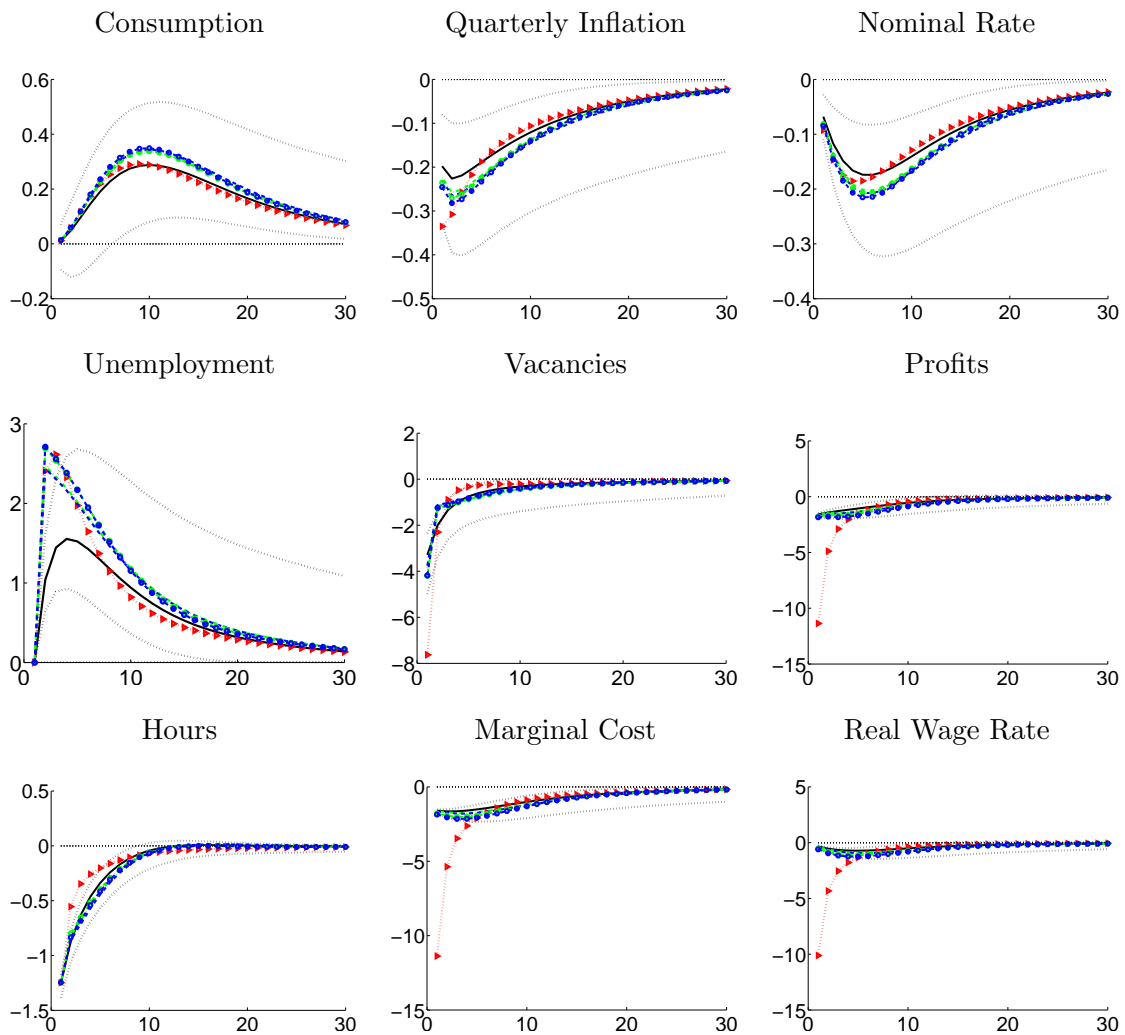 Consumption Quarterly Inflation Nominal Rate
0.6 0 0
0.4 −0.1 −0.1
0.2 −0.2 −0.2
0 −0.3 −0.3
−0.2 −0.4 −0.4
−0.5
0 10 20 30 0 10 20 30 0 10 20 30
Unemployment Vacancies Profits
3 2 5
2 0 0
1 −2 −5
0 −4 −10
−6 −15
−8
0 10 20 30 0 10 20 30 0 10 20 30
Hours Marginal Cost Real Wage Rate
0.5 0 5
0 −5 0
−0.5 −10 −5
−1 −15 −10
−1.5 −15
0 10 20 30 0 10 20 30 0 10 20 30